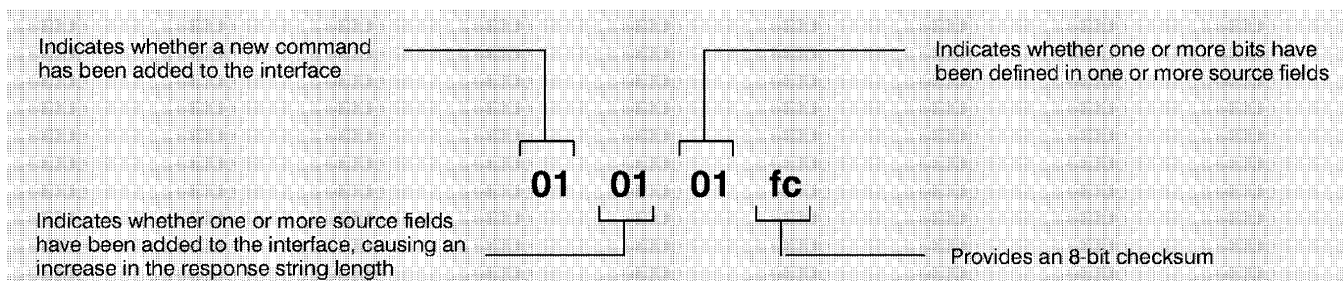 Indicates whether a new command
has been added to the interface
Indicates whether one or more bits have
been defined in one or more source fields
01 01 01 fc
Indicates whether one or more source fields
have been added to the interface, causing an
increase in the response string length
Provides an 8-bit checksum